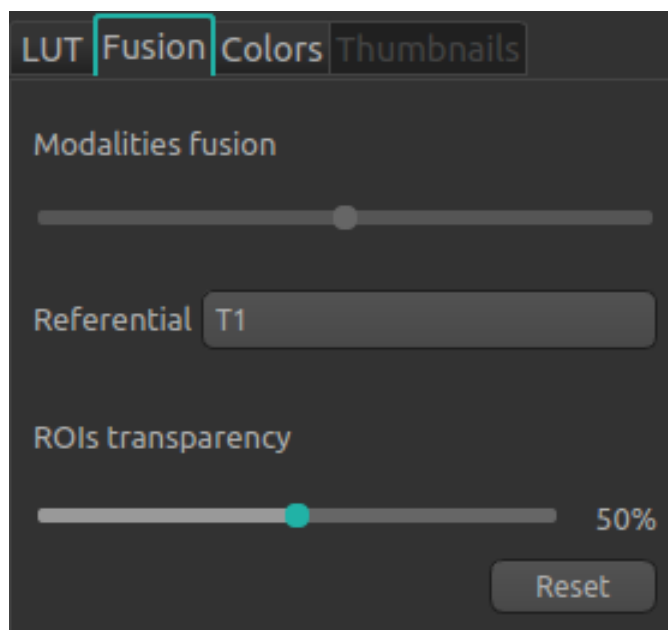 LUT Fusion Colors Thumbnails
Modalities fusion
Referential T1
ROIs transparency
50%
Reset